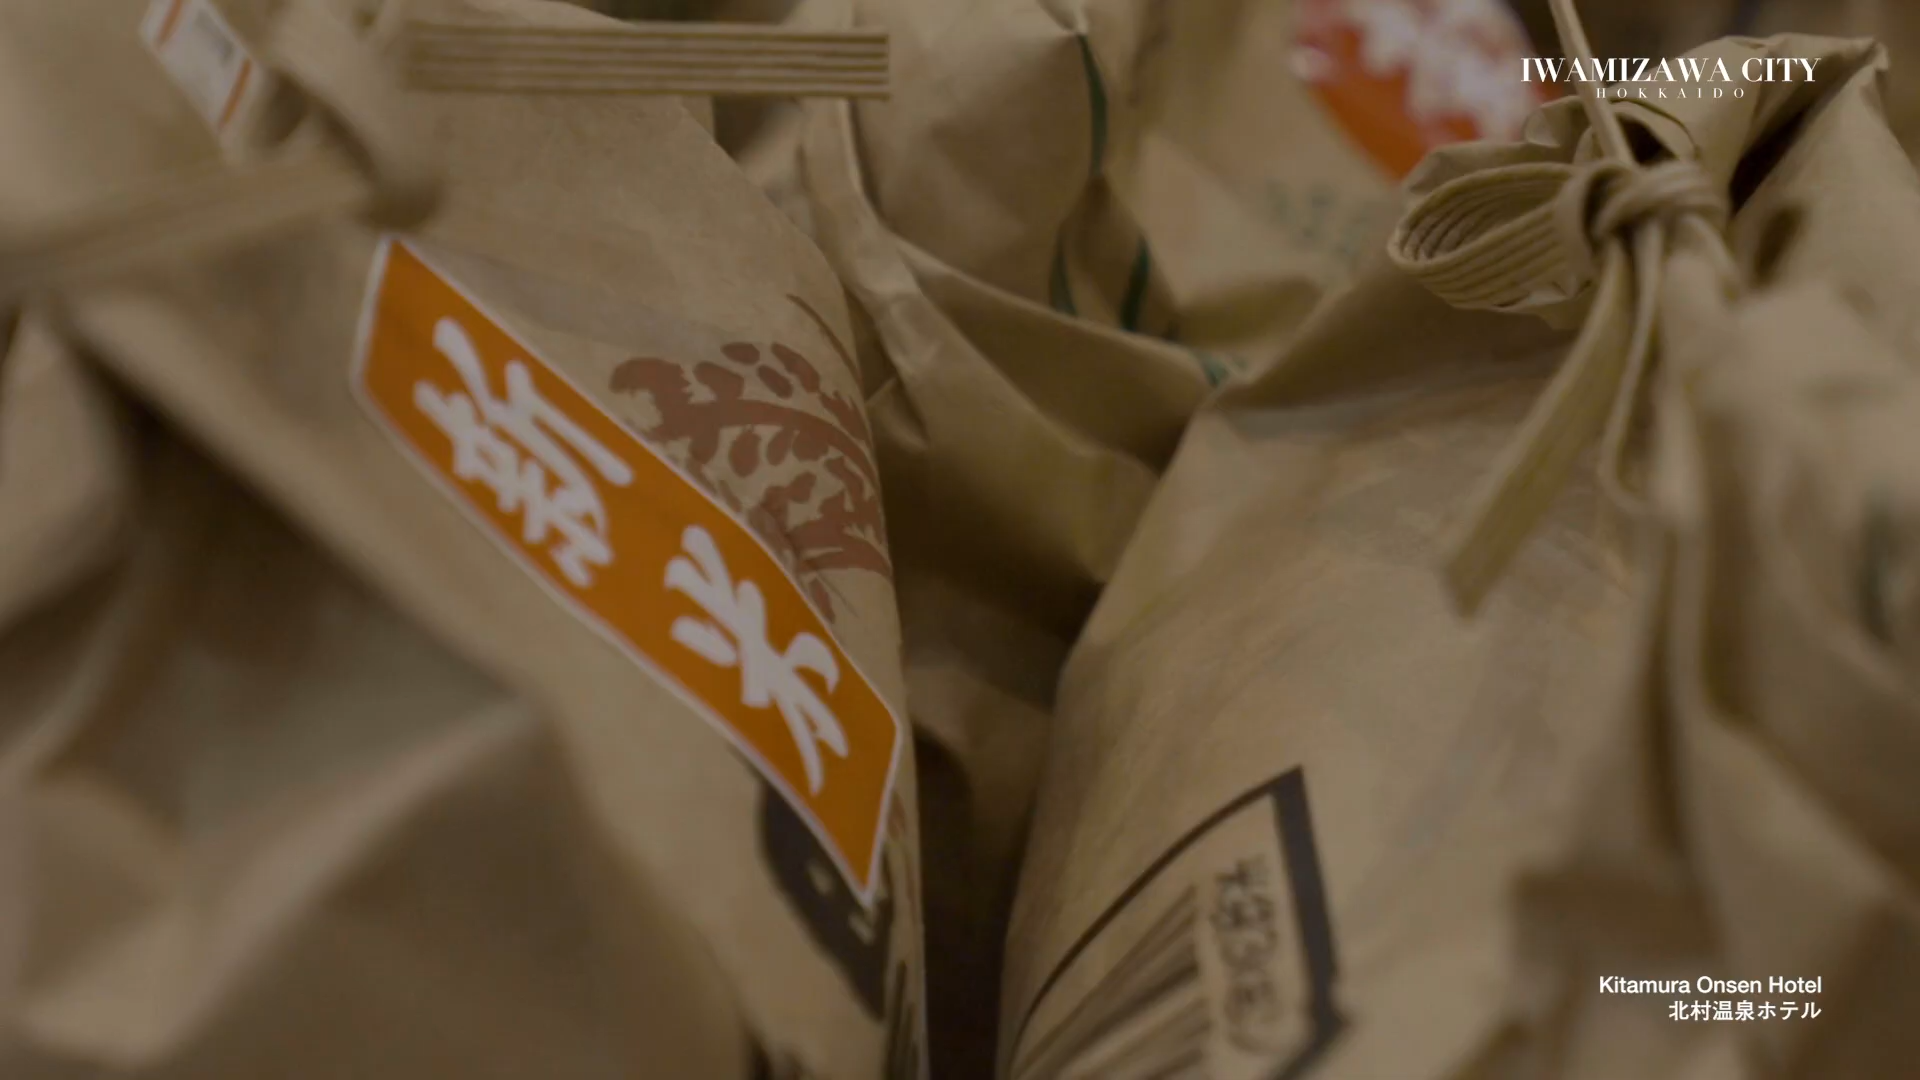 IWAMIZAWA CITY
HOKKAIDO
新米
Kitamura Onsen Hotel
北村温泉ホテル